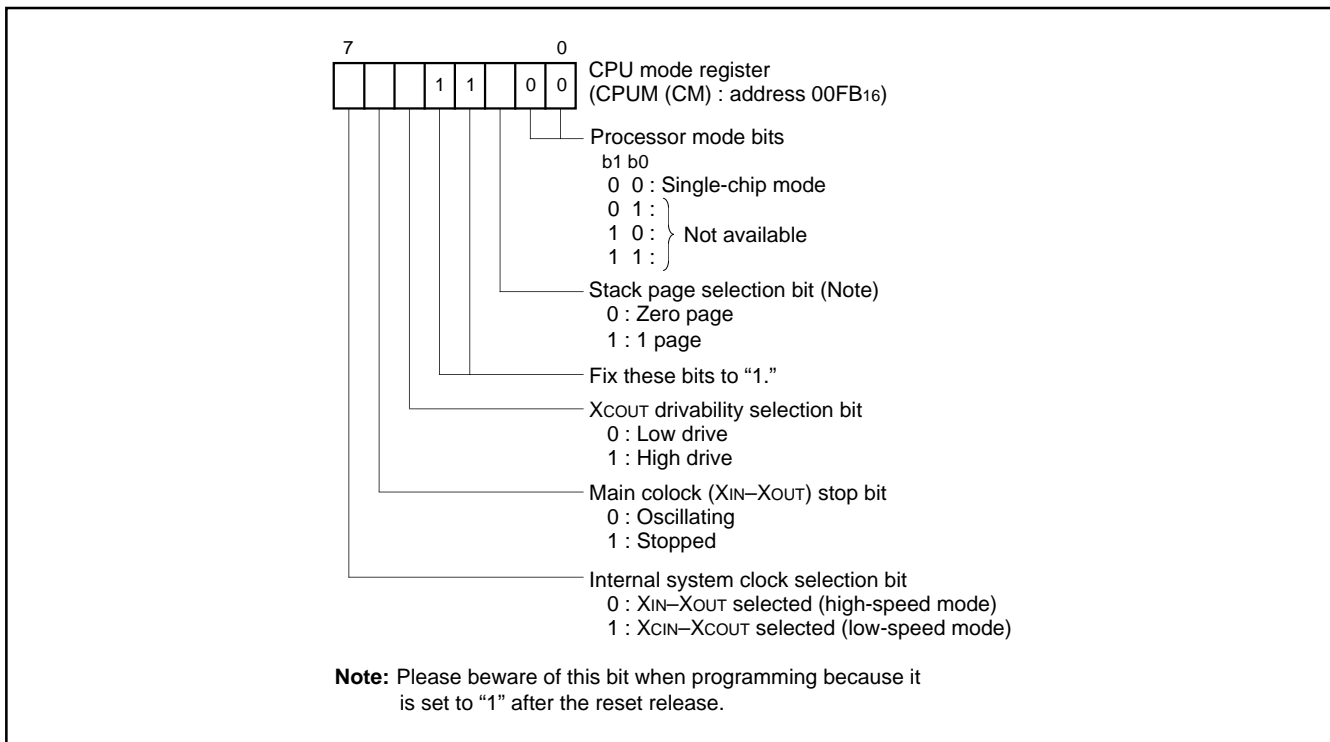 7 0
1 1 0 0
CPU mode register
(CPUM (CM) : address 00FB16)
Processor mode bits
b1 b0
0 0 : Single-chip mode
0 1 :
1 0 : Not available
1 1 :
Stack page selection bit (Note)
0 : Zero page
1 : 1 page
Fix these bits to “1.”
XCOUT drivability selection bit
0 : Low drive
1 : High drive
Main colock (XIN–XOUT) stop bit
0 : Oscillating
1 : Stopped
Internal system clock selection bit
0 : XIN–XOUT selected (high-speed mode)
1 : XCIN–XCOUT selected (low-speed mode)
Note: Please beware of this bit when programming because it
is set to “1” after the reset release.